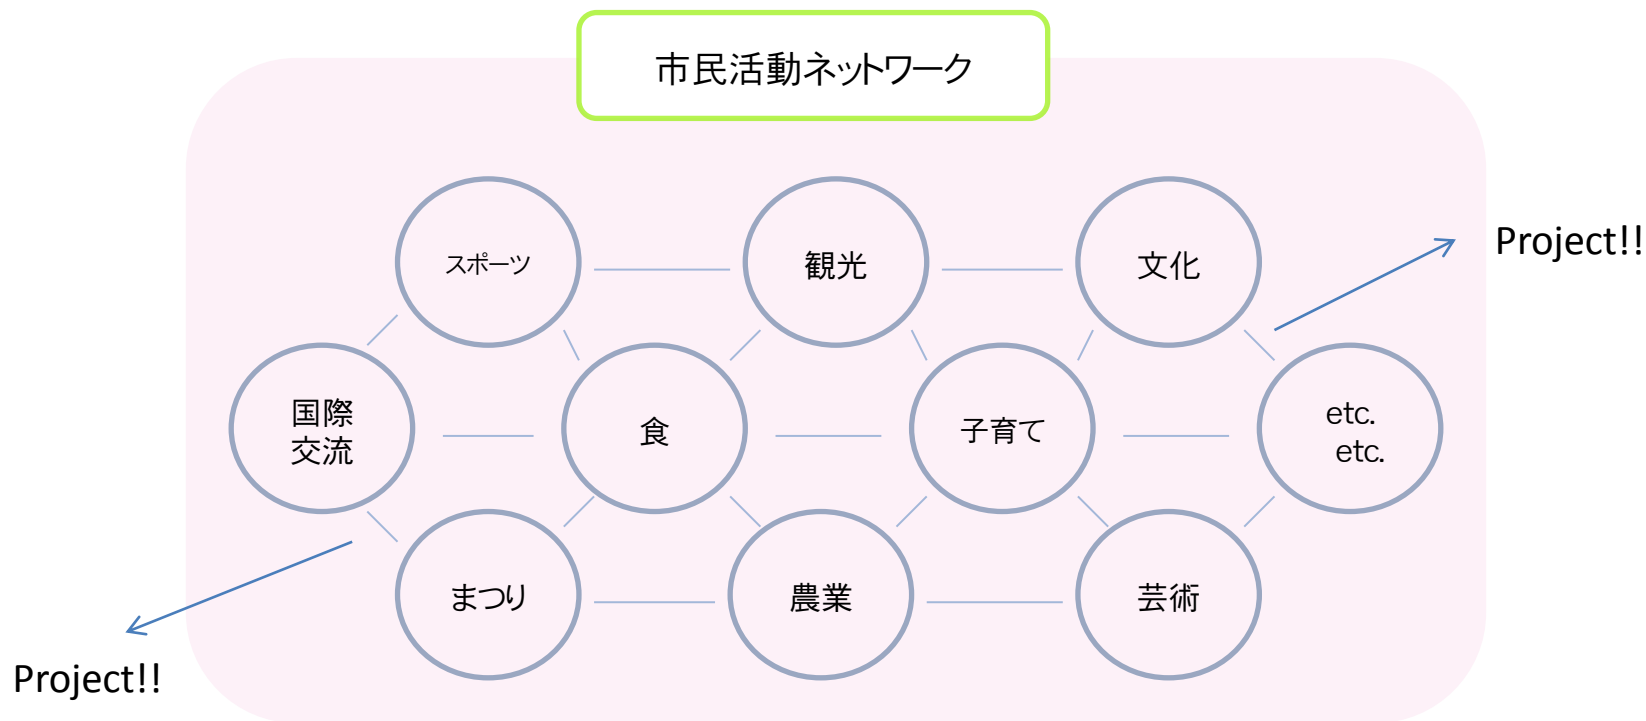 市民活動ネットワーク
スポーツ
観光
文化
Project!!
国際
交流
食
子育て
etc.
etc.
まつり
農業
芸術
Project!!